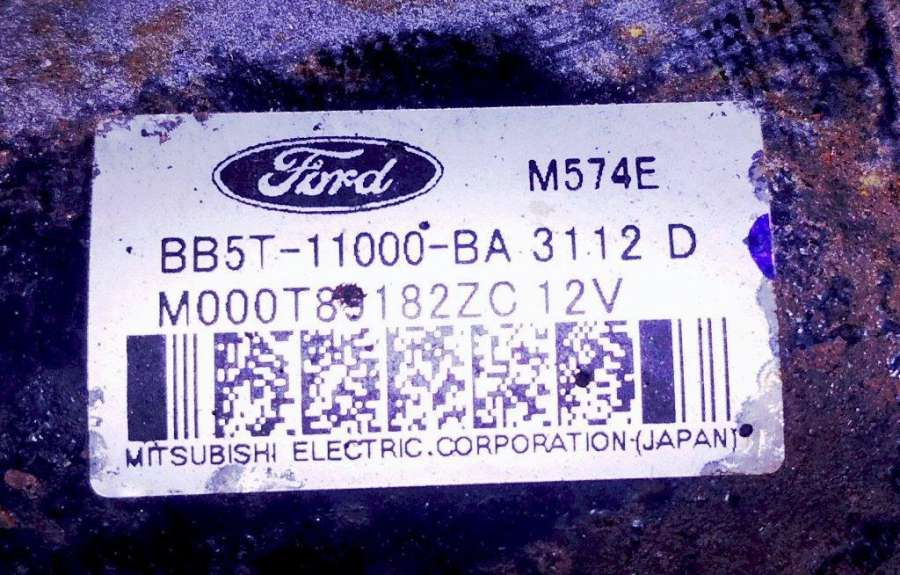 Ford M574E
BB5T-11000-BA 3112 D
12V
MITSUBISHI ELECTRIC.CORPORATION (JAPAN)